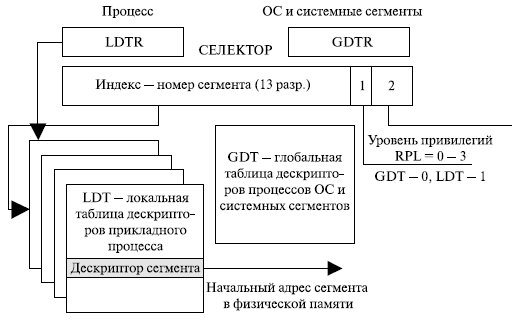 Процесс
ОС и системные сегменты
LDTR
СЕЛЕКТОР
GDTR
Индекс — номер сегмента (13 разр.)
1
2
Уровень привилегий
RPL = 0 – 3
GDT – 0, LDT – 1
GDT — глобальная
таблица дескрипто-
ров процессов ОС и
системных сегментов
LDT — локальная
таблица дескрипто-
ров прикладного
процесса
Дескриптор сегмента
Начальный адрес сегмента
в физической памяти